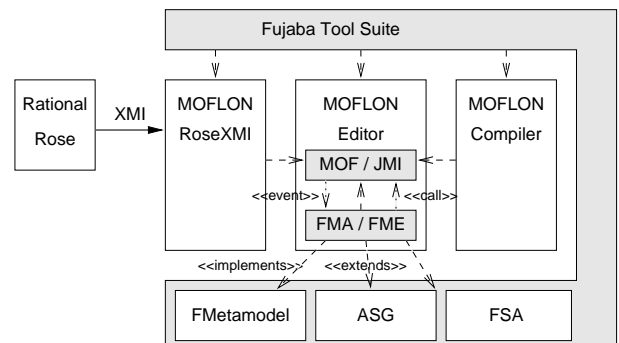 Fujaba Tool Suite
Rational
Rose
XMI
MOFLON
RoseXMI
MOFLON
Editor
MOFLON
Compiler
MOF / JMI
<<event>>
<<call>>
FMA / FME
<<implements>>
<<extends>>
FMetamodel
ASG
FSA